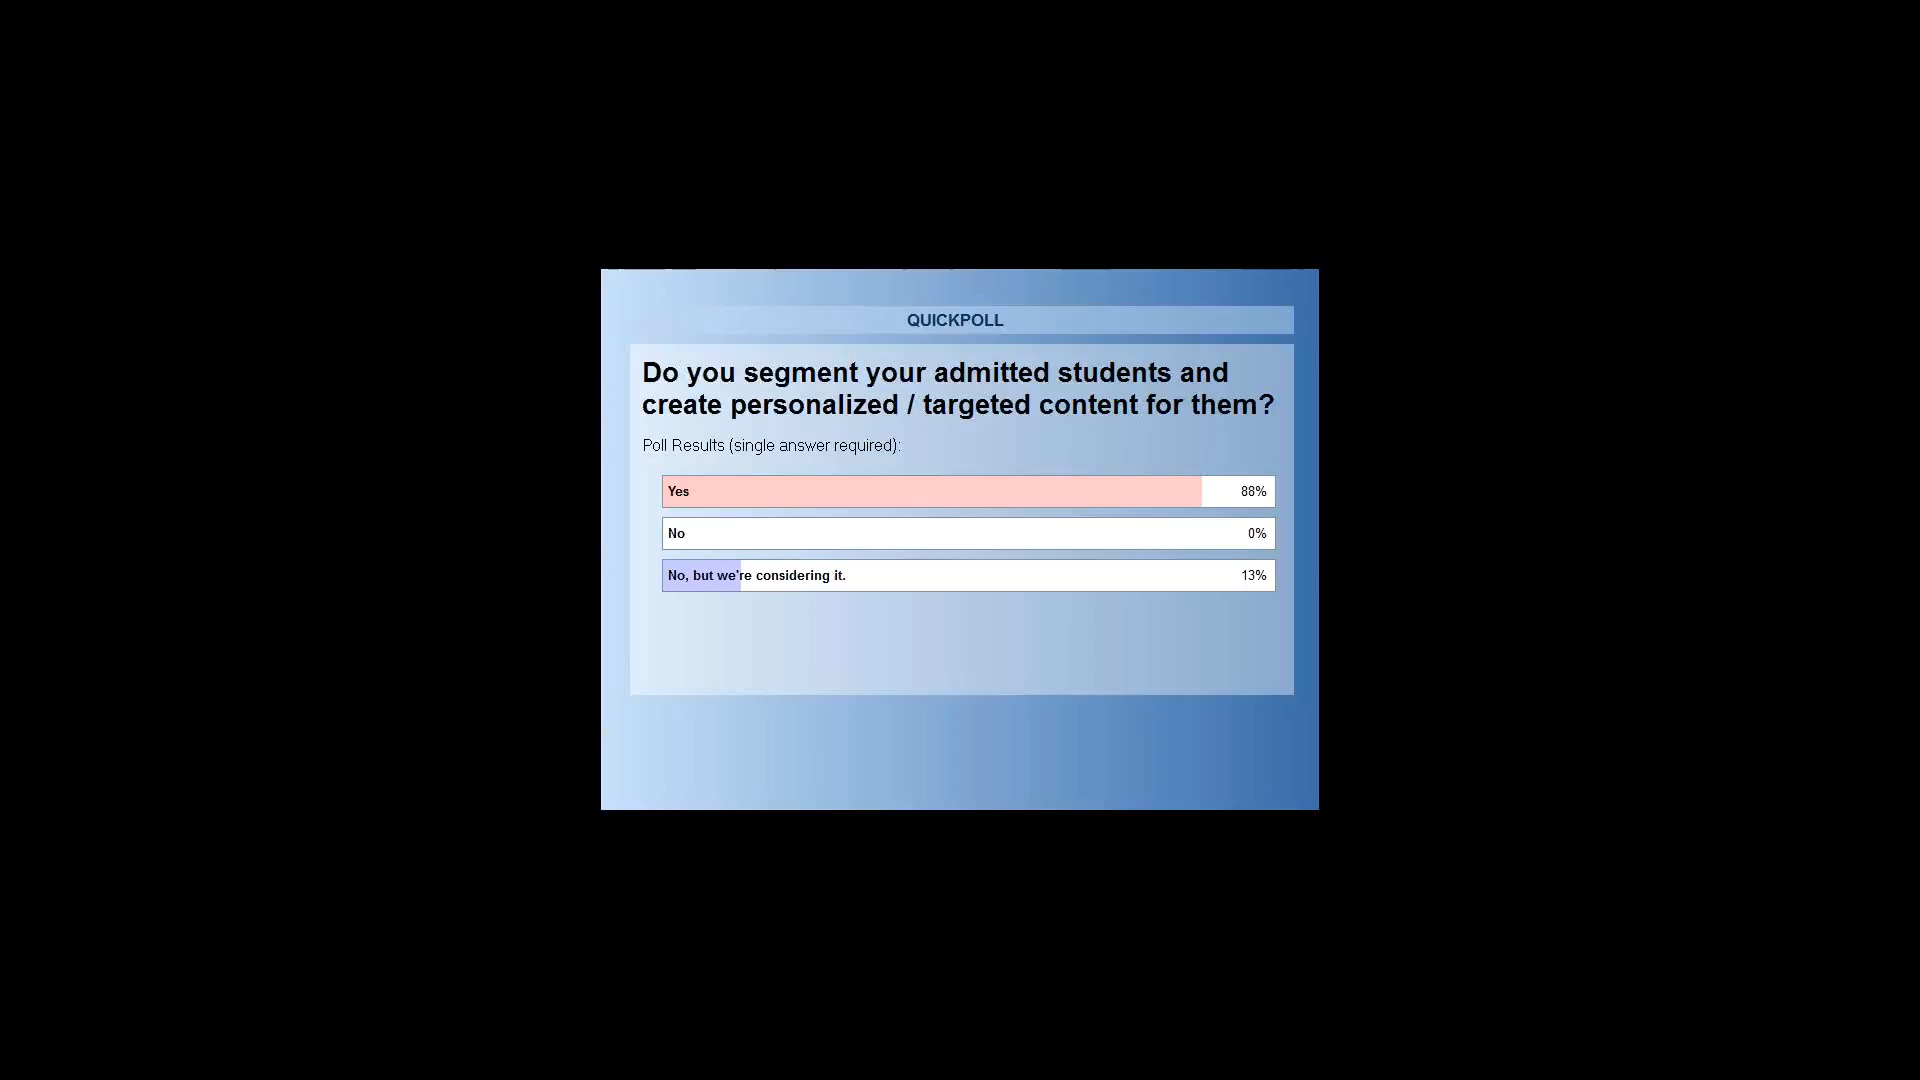 QUICKPOLL
Do you segment your admitted students and
create personalized / targeted content for them?
Poll Results (single answer required):
Yes 88%
No 0%
No, but we're considering it. 13%